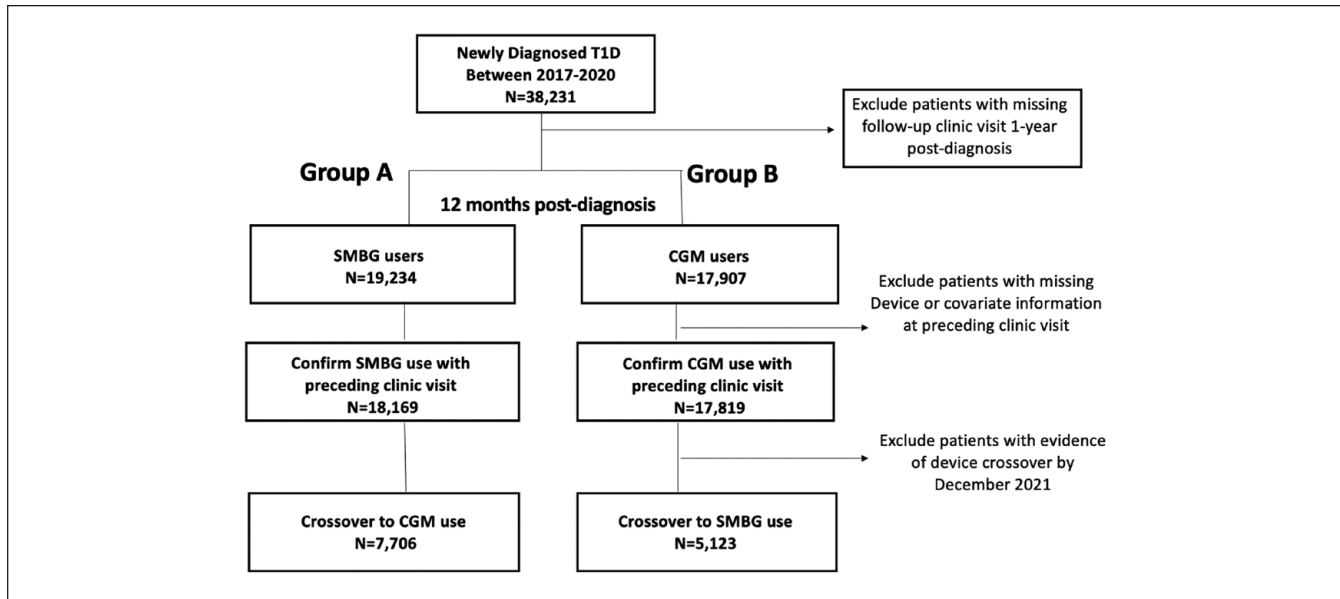 Newly Diagnosed T1D
Between 2017-2020
N=38,231
Exclude patients with missing
follow-up clinic visit 1-year
post-diagnosis
Group A
Group B
12 months post-diagnosis
SMBG users
N=19,234
CGM users
N=17,907
Exclude patients with missing
Device or covariate information
at preceding clinic visit
Confirm SMBG use with
preceding clinic visit
N=18,169
Confirm CGM use with
preceding clinic visit
N=17,819
Exclude patients with evidence
of device crossover by
December 2021
Crossover to CGM use
N=7,706
Crossover to SMBG use
N=5,123